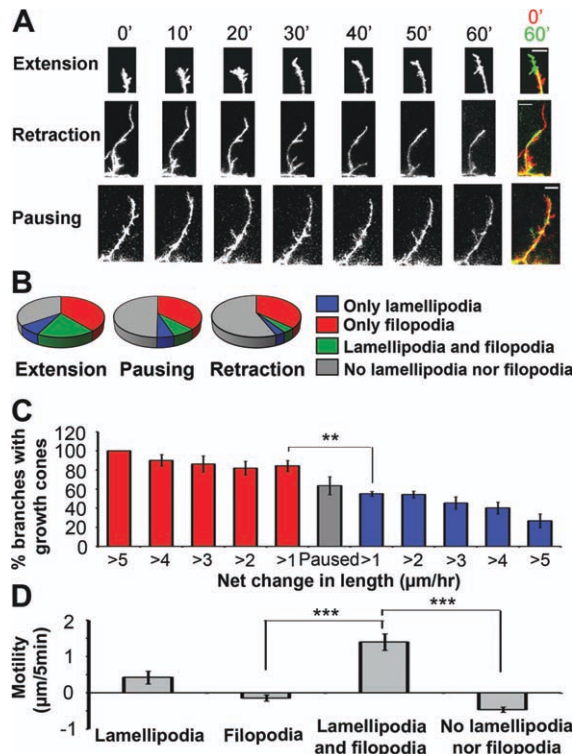 A
0' 10' 20' 30' 40' 50' 60' 0'
60'
Extension
Retraction
Pausing
B
Only lamellipodia
Only filopodia
Lamellipodia and filopodia
No lamellipodia nor filopodia
Extension Pausing Retraction
C
% branches with
growth cones
120
100
80
60
40
20
0
**
>5 >4 >3 >2 >1 Paused >1 >2 >3 >4 >5
Net change in length (µm/hr)
D
Motility
(µm/5min)
2
1
0
-1
*** ***
Lamellipodia Filopodia Lamellipodia
and filopodia No lamellipodia
nor filopodia